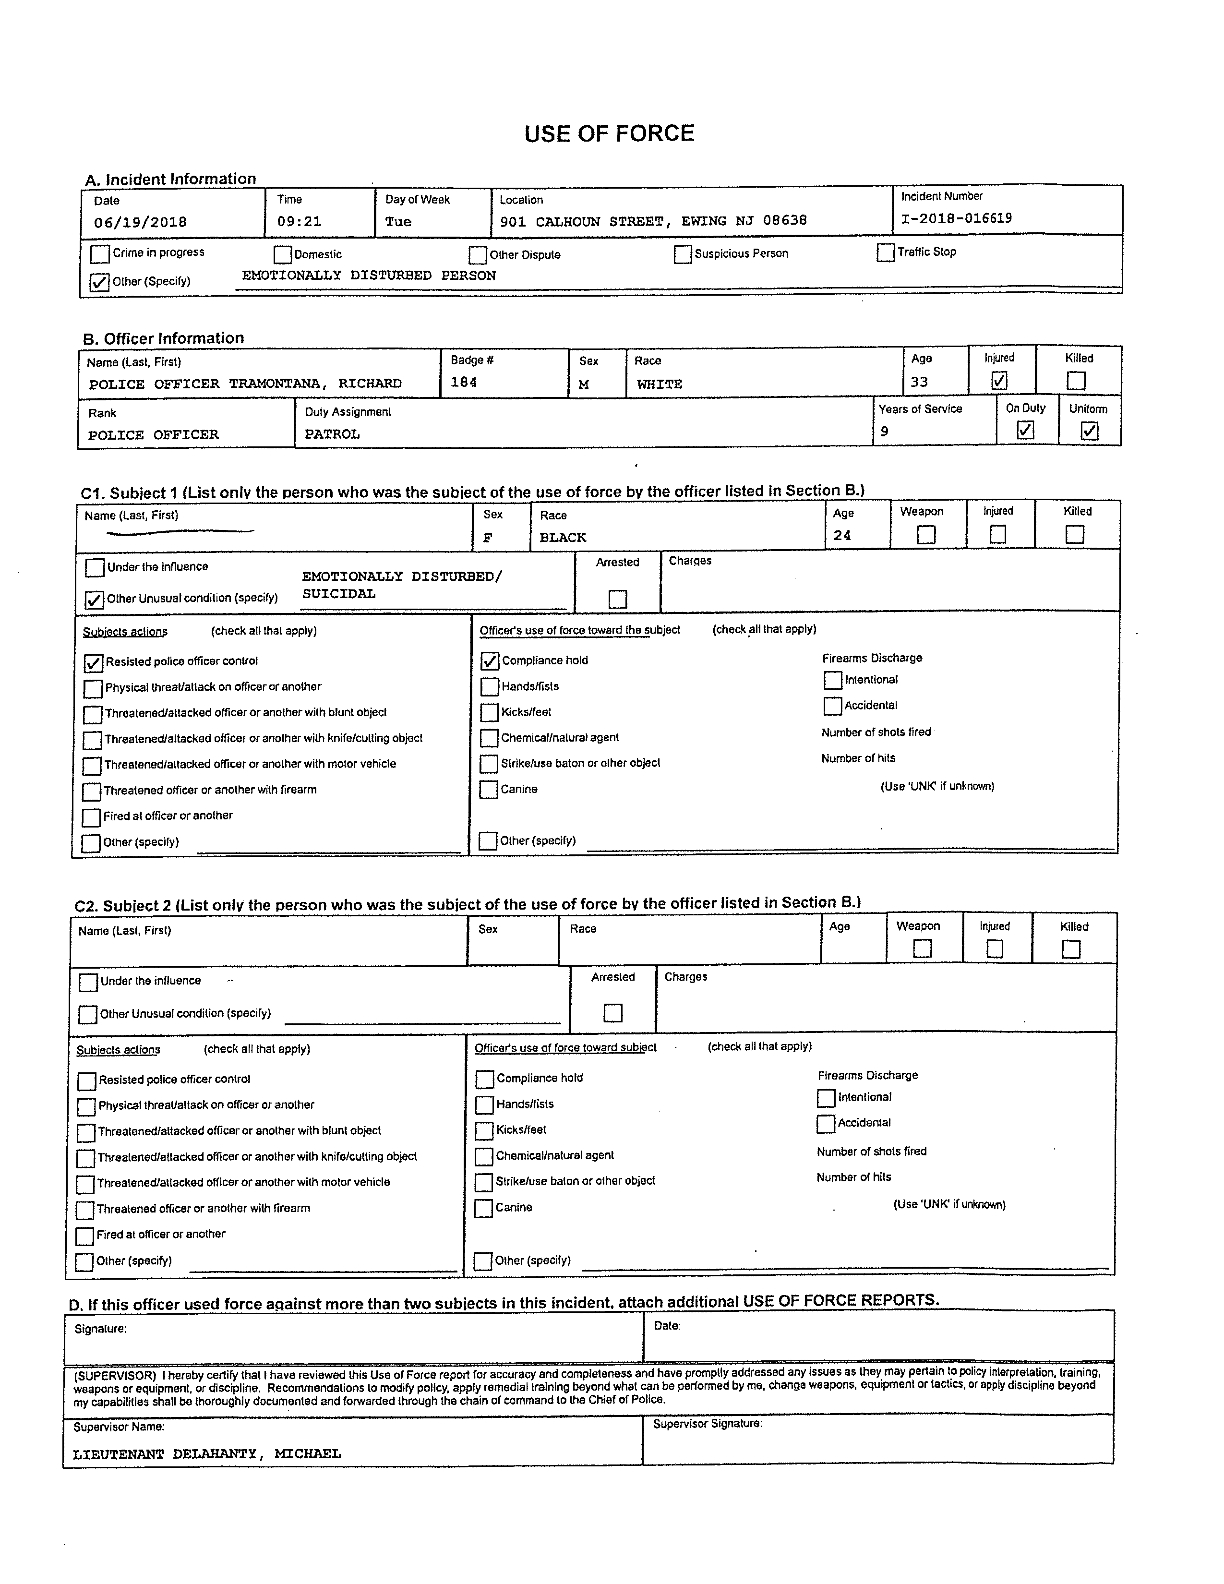 USE OF FORCE
A. Incident Information
Date Time Day of Week Location Incident Number
06/19/2018 09:21 Tue 901 CALHOUN STREET, EWING NJ 08638 I-2018-016619
Crime in progress Domestic Other Dispute Suspicious Person Traffic Stop
Other (Specify) EMOTIONALLY DISTURBED PERSON
B. Officer Information
Name (Last, First) Badge # Sex Race Age Injured Killed
POLICE OFFICER TRAMONTANA, RICHARD 184 M WHITE 33
Rank Duty Assignment Years of Service On Duty Uniform
POLICE OFFICER PATROL 9
C1. Subject 1 (List only the person who was the subject of the use of force by the officer listed in Section B.)
Name (Last, First) Sex Race Age Weapon Injured Killed
F BLACK 24
Under the influence Arrested Charges
EMOTIONALLY DISTURBED/
Other Unusual condition (specify) SUICIDAL
Subjects actions (check all that apply) Officer's use of force toward the subject (check all that apply)
Resisted police officer control Compliance hold Firearms Discharge
Physical threat/attack on officer or another Hands/fists Intentional
Threatened/attacked officer or another with blunt object Kicks/feet Accidental
Threatened/attacked officer or another with knife/cutting object Chemical/natural agent Number of shots fired
Threatened/attacked officer or another with motor vehicle Strike/use baton or other object Number of hits
Threatened officer or another with firearm Canine (Use 'UNK' if unknown)
Fired at officer or another
Other (specify) Other (specify)
C2. Subject 2 (List only the person who was the subject of the use of force by the officer listed in Section B.)
Name (Last, First) Sex Race Age Weapon Injured Killed
Under the influence Arrested Charges
Other Unusual condition (specify)
Subjects actions (check all that apply) Officer's use of force toward subject (check all that apply)
Resisted police officer control Compliance hold Firearms Discharge
Physical threat/attack on officer or another Hands/fists Intentional
Threatened/attacked officer or another with blunt object Kicks/feet Accidental
Threatened/attacked officer or another with knife/cutting object Chemical/natural agent Number of shots fired
Threatened/attacked officer or another with motor vehicle Strike/use baton or other object Number of hits
Threatened officer or another with firearm Canine (Use 'UNK' if unknown)
Fired at officer or another
Other (specify) Other (specify)
D. If this officer used force against more than two subjects in this incident, attach additional USE OF FORCE REPORTS.
Signature: Date:
(SUPERVISOR) I hereby certify that I have reviewed this Use of Force report for accuracy and completeness and have promptly addressed any issues as they may pertain to policy interpretation, training,
weapons or equipment, or discipline. Recommendations to modify policy, apply remedial training beyond what can be performed by me, change weapons, equipment or tactics, or apply discipline beyond
my capabilities shall be thoroughly documented and forwarded through the chain of command to the Chief of Police.
Supervisor Name: Supervisor Signature:
LIEUTENANT DELAHANTY, MICHAEL